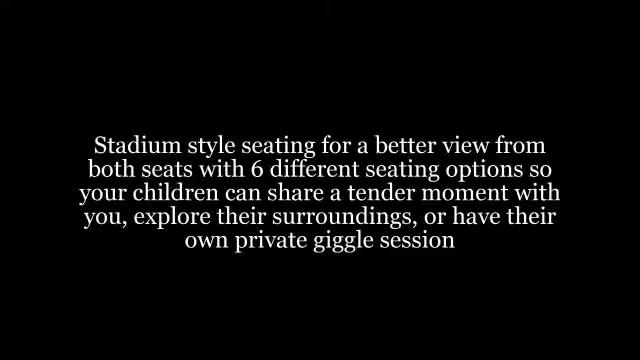 Stadium style seating for a better view from
both seats with 6 different seating options so
your children can share a tender moment with
you, explore their surroundings, or have their
own private giggle session